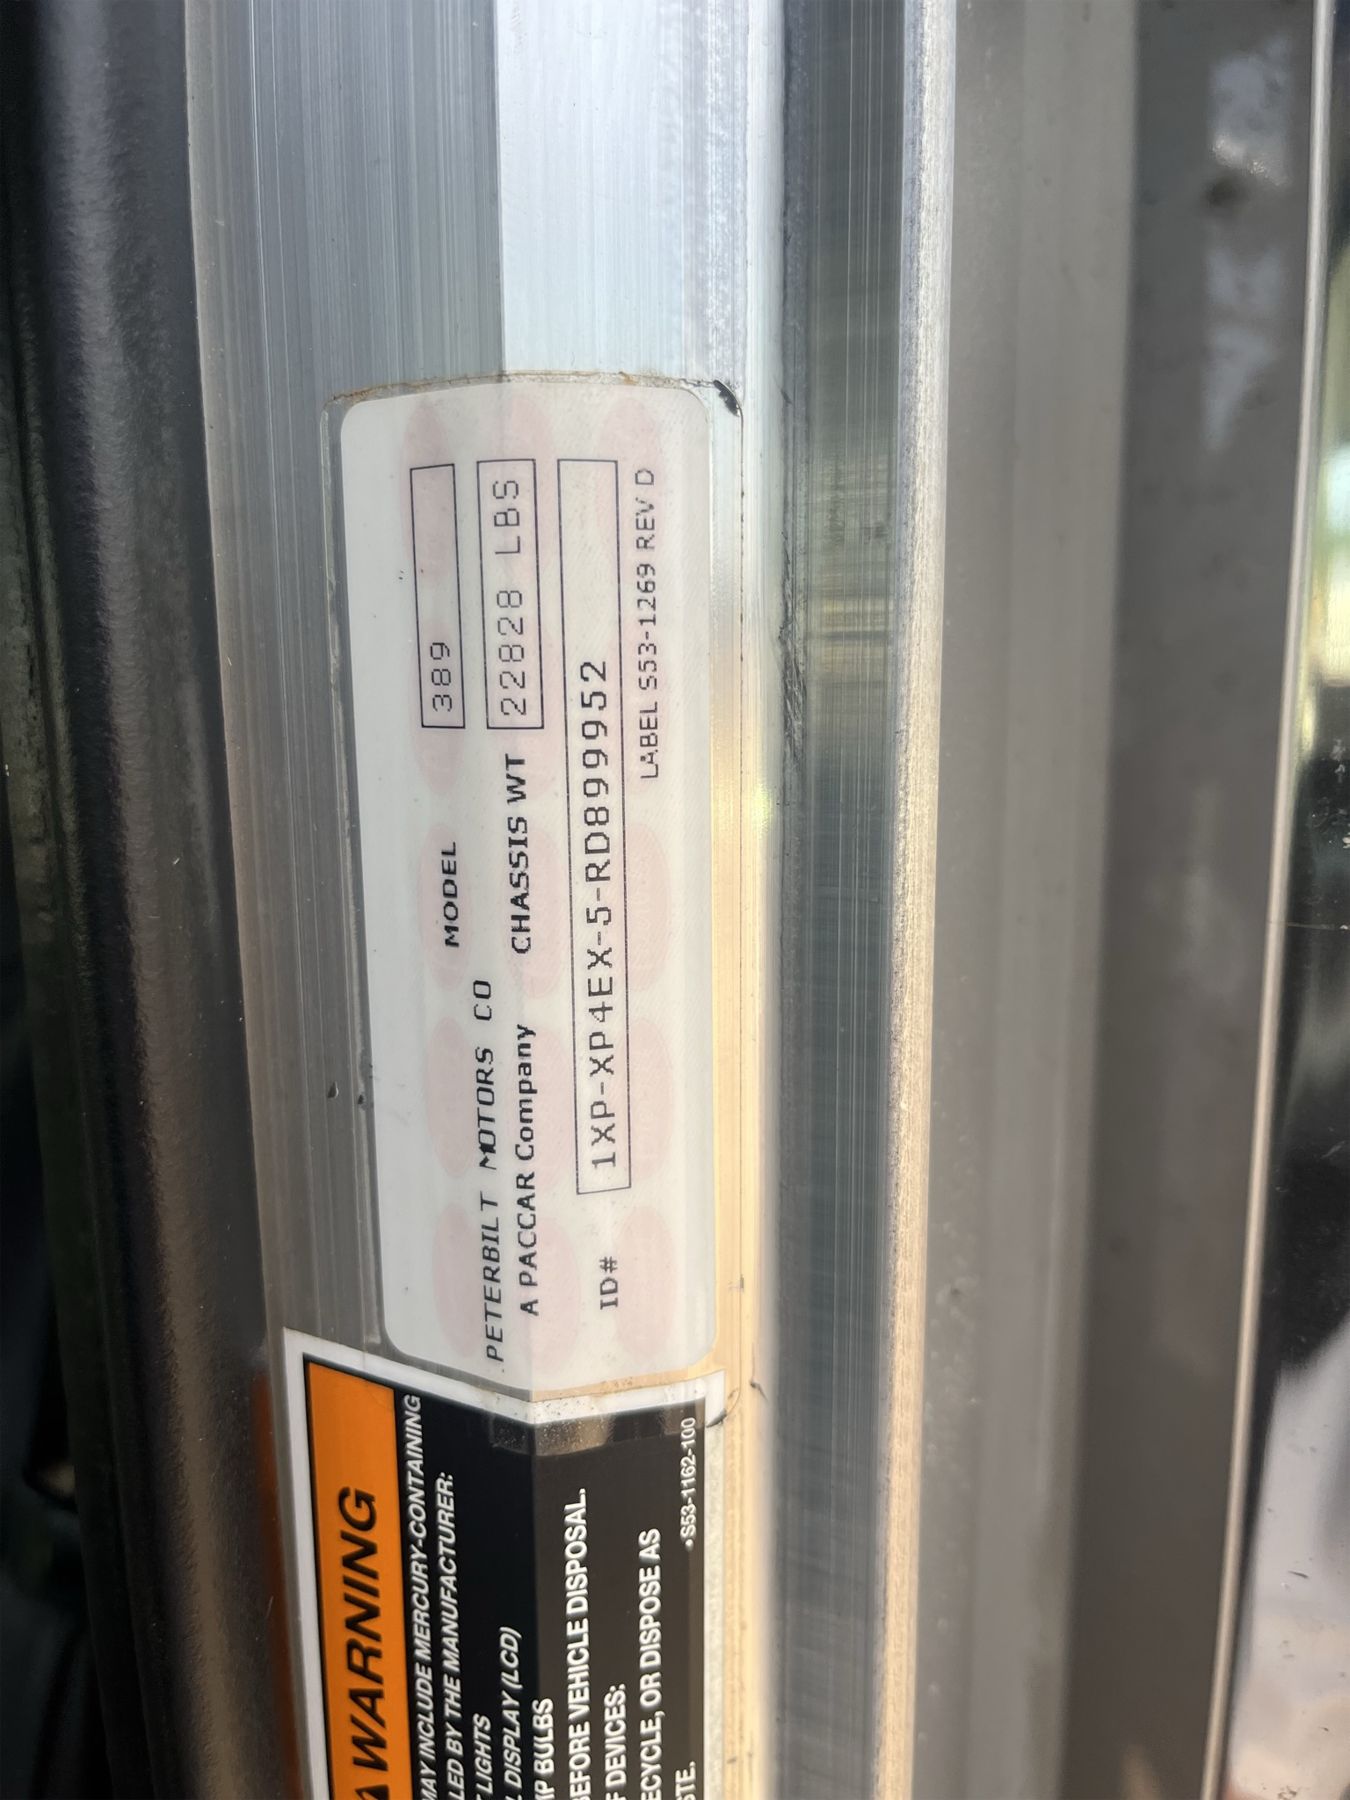 MODEL 389
PETERBILT MOTORS CO
A PACCAR Company CHASSIS WT 22828 LBS
ID# 1XP-XP4EX-5-RD899952
LABEL S53-1269 REV D
WARNING
MAY INCLUDE MERCURY-CONTAINING
LED BY THE MANUFACTURER:
LIGHTS
DISPLAY (LCD)
BULBS
BEFORE VEHICLE DISPOSAL.
DEVICES:
ECYCLE, OR DISPOSE AS
STE.
•S53-1162-100